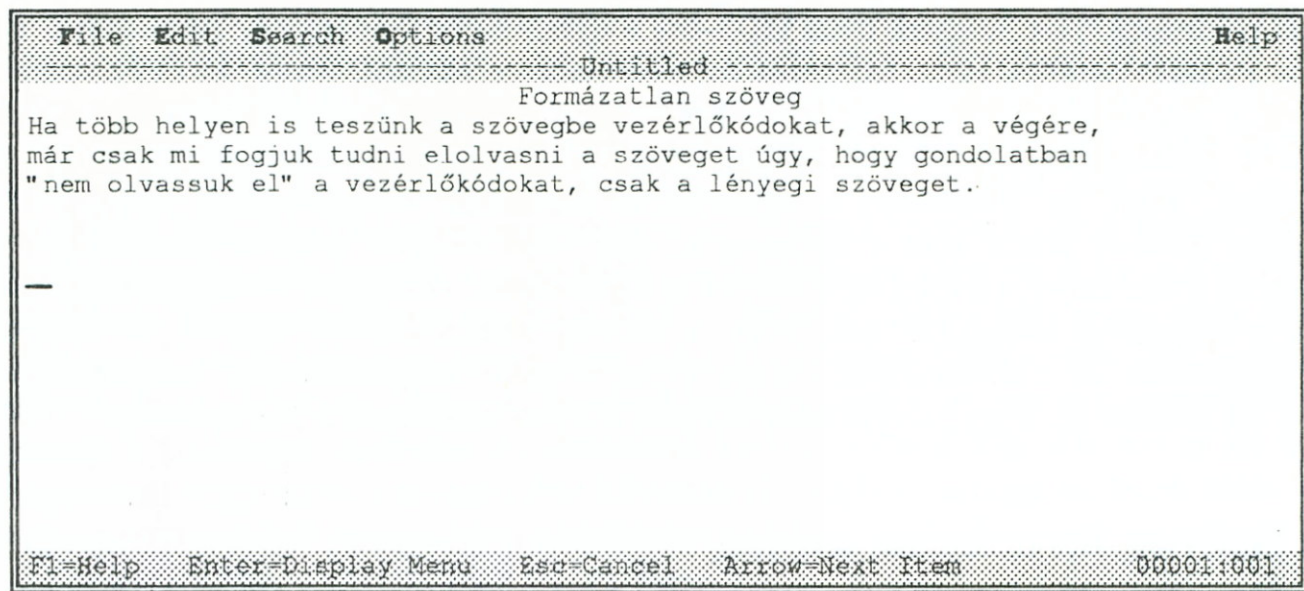 File Edit Search Options Help
Untitled
Formázatlan szöveg
Ha több helyen is teszünk a szövegbe vezérlőkódokat, akkor a végére,
már csak mi fogjuk tudni elolvasni a szöveget úgy, hogy gondolatban
"nem olvassuk el" a vezérlőkódokat, csak a lényegi szöveget.
F1=Help Enter=Display Menu Esc=Cancel Arrow=Next Item 00001:001